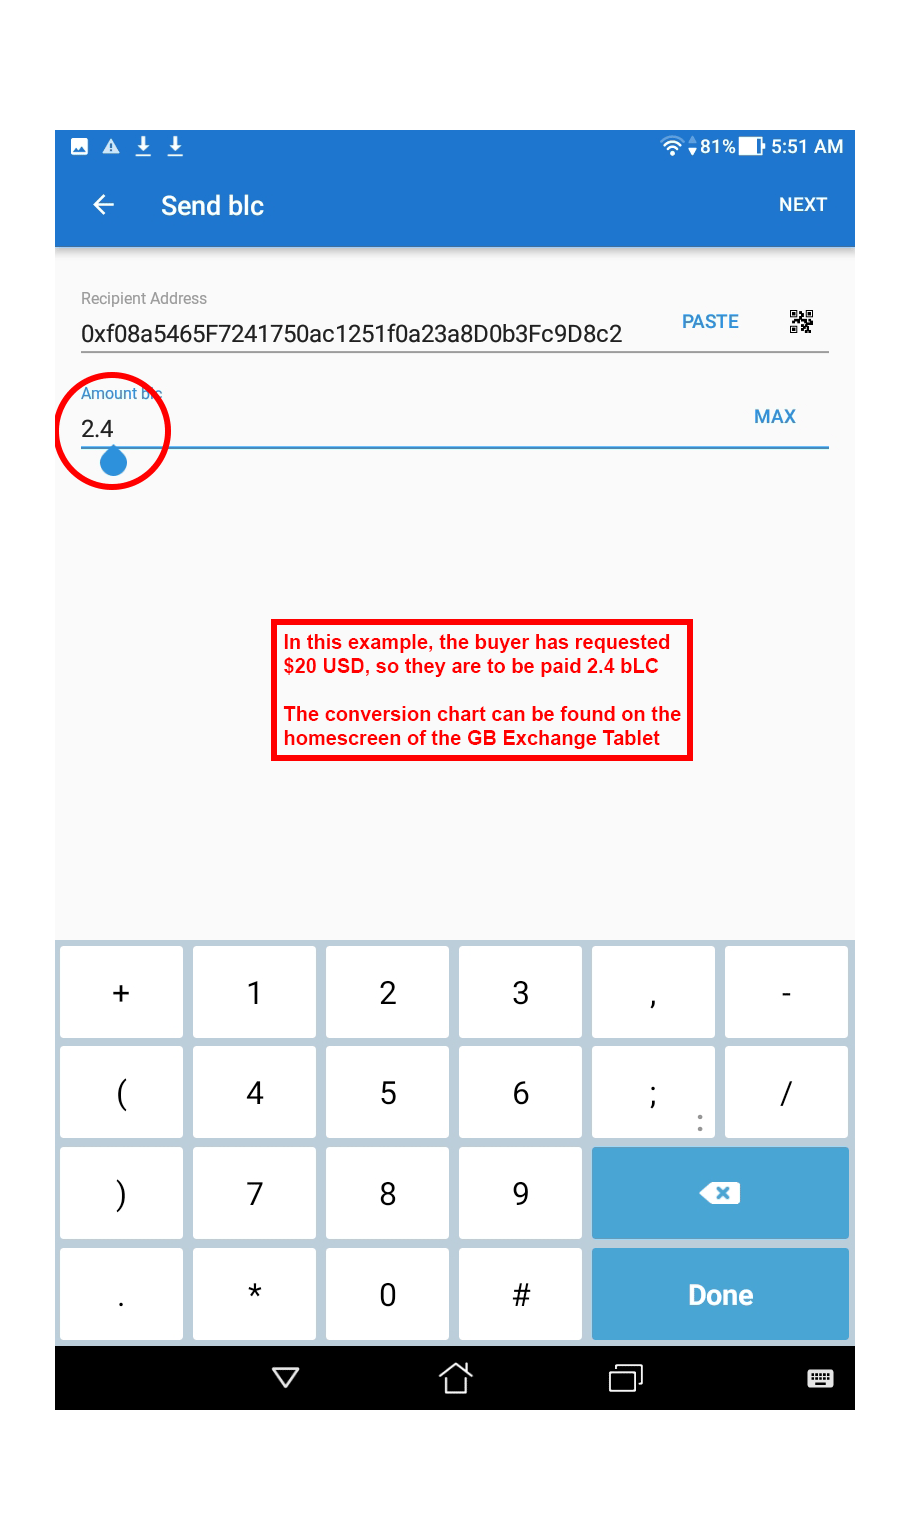 81% 5:51 AM
Send blc NEXT
Recipient Address
0xf08a5465F7241750ac1251f0a23a8D0b3Fc9D8c2 PASTE
Amount blc
2.4 MAX
In this example, the buyer has requested
$20 USD, so they are to be paid 2.4 bLC
The conversion chart can be found on the
homescreen of the GB Exchange Tablet
+ 1 2 3 , -
( 4 5 6 ; : /
) 7 8 9
. * 0 # Done